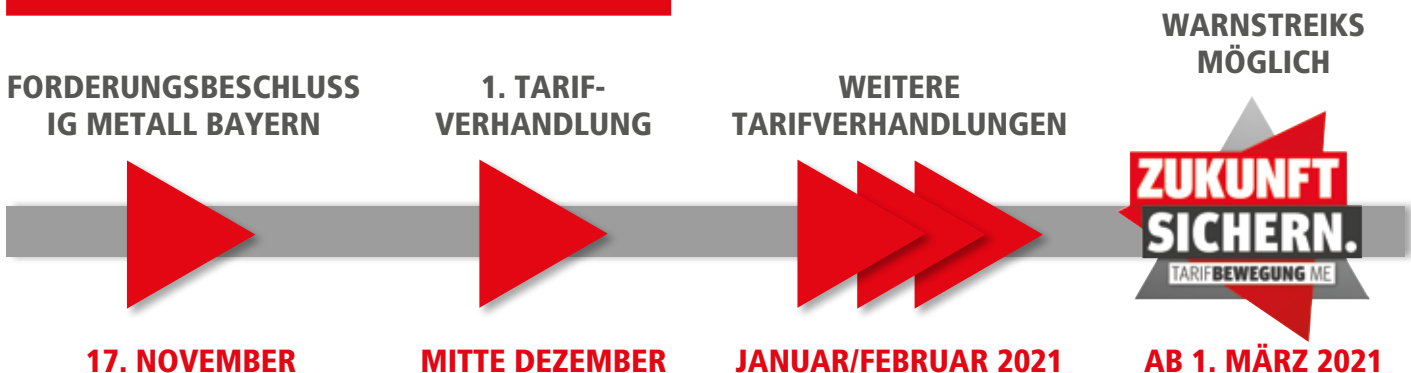 FORDERUNGSBESCHLUSS
IG METALL BAYERN
17. NOVEMBER
1. TARIF-
VERHANDLUNG
MITTE DEZEMBER
WEITERE
TARIFVERHANDLUNGEN
JANUAR/FEBRUAR 2021
WARNSTREIKS
MÖGLICH
ZUKUNFT
SICHERN.
TARIFBEWEGUNG ME
AB 1. MÄRZ 2021